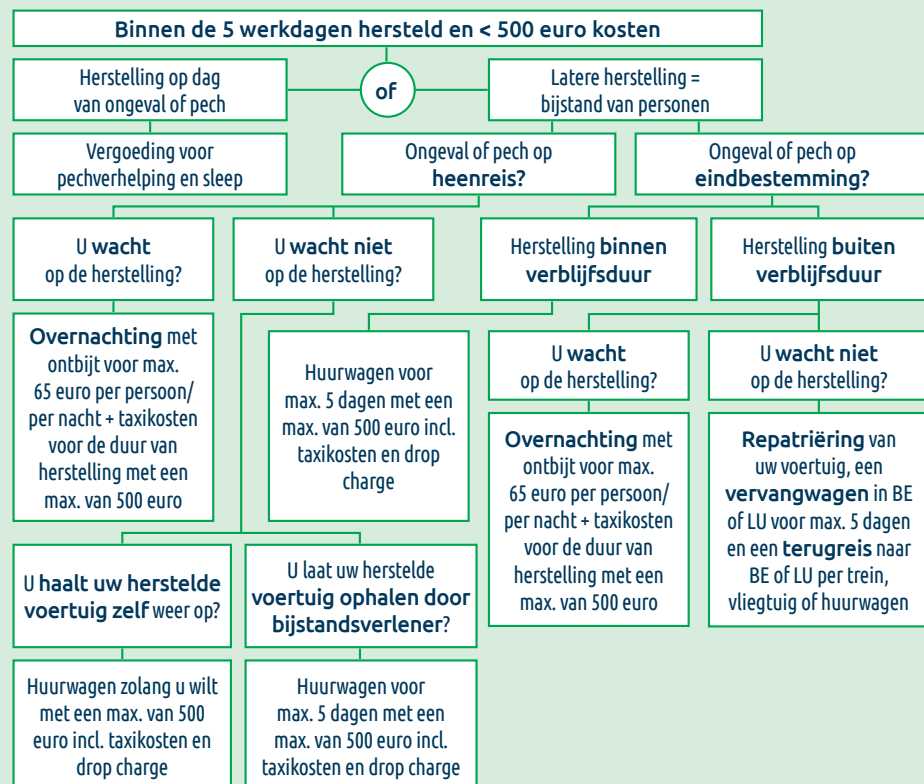 Binnen de 5 werkdagen hersteld en < 500 euro kosten
Herstelling op dag
van ongeval of pech
of
Latere herstelling =
bijstand van personen
Vergoeding voor
pechverhelping en sleep
Ongeval of pech op
heenreis?
Ongeval of pech op
eindbestemming?
U wacht
op de herstelling?
U wacht niet
op de herstelling?
Herstelling binnen
verblijfsduur
Herstelling buiten
verblijfsduur
Overnachting met
ontbijt voor max.
65 euro per persoon/
per nacht + taxikosten
voor de duur van
herstelling met een
max. van 500 euro
Huurwagen voor
max. 5 dagen met een
max. van 500 euro incl.
taxikosten en drop
charge
U wacht
op de herstelling?
U wacht niet
op de herstelling?
Overnachting met
ontbijt voor max.
65 euro per persoon/
per nacht + taxikosten
voor de duur van
herstelling met een
max. van 500 euro
Repatriëring van
uw voertuig, een
vervangwagen in BE
of LU voor max. 5 dagen
en een terugreis naar
BE of LU per trein,
vliegtuig of huurwagen
U haalt uw herstelde
voertuig zelf weer op?
U laat uw herstelde
voertuig ophalen door
bijstandsverlener?
Huurwagen zolang u wilt
met een max. van 500
euro incl. taxikosten en
drop charge
Huurwagen voor
max. 5 dagen met een
max. van 500 euro incl.
taxikosten en drop charge